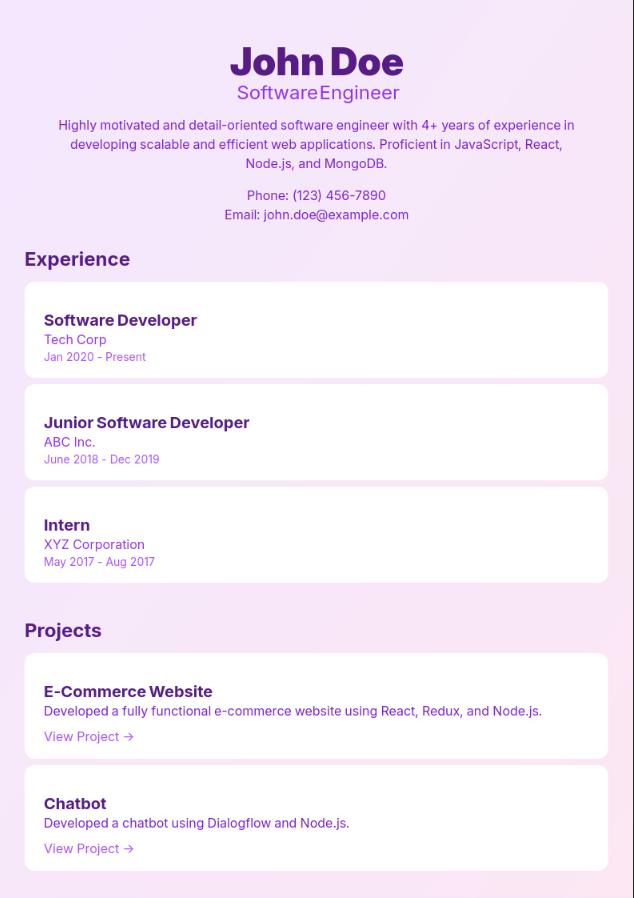 John Doe
Software Engineer
Highly motivated and detail-oriented software engineer with 4+ years of experience in
developing scalable and efficient web applications. Proficient in JavaScript, React,
Node.js, and MongoDB.
Phone: (123) 456-7890
Email: john.doe@example.com
Experience
Software Developer
Tech Corp
Jan 2020 - Present
Junior Software Developer
ABC Inc.
June 2018 - Dec 2019
Intern
XYZ Corporation
May 2017 - Aug 2017
Projects
E-Commerce Website
Developed a fully functional e-commerce website using React, Redux, and Node.js.
View Project →
Chatbot
Developed a chatbot using Dialogflow and Node.js.
View Project →